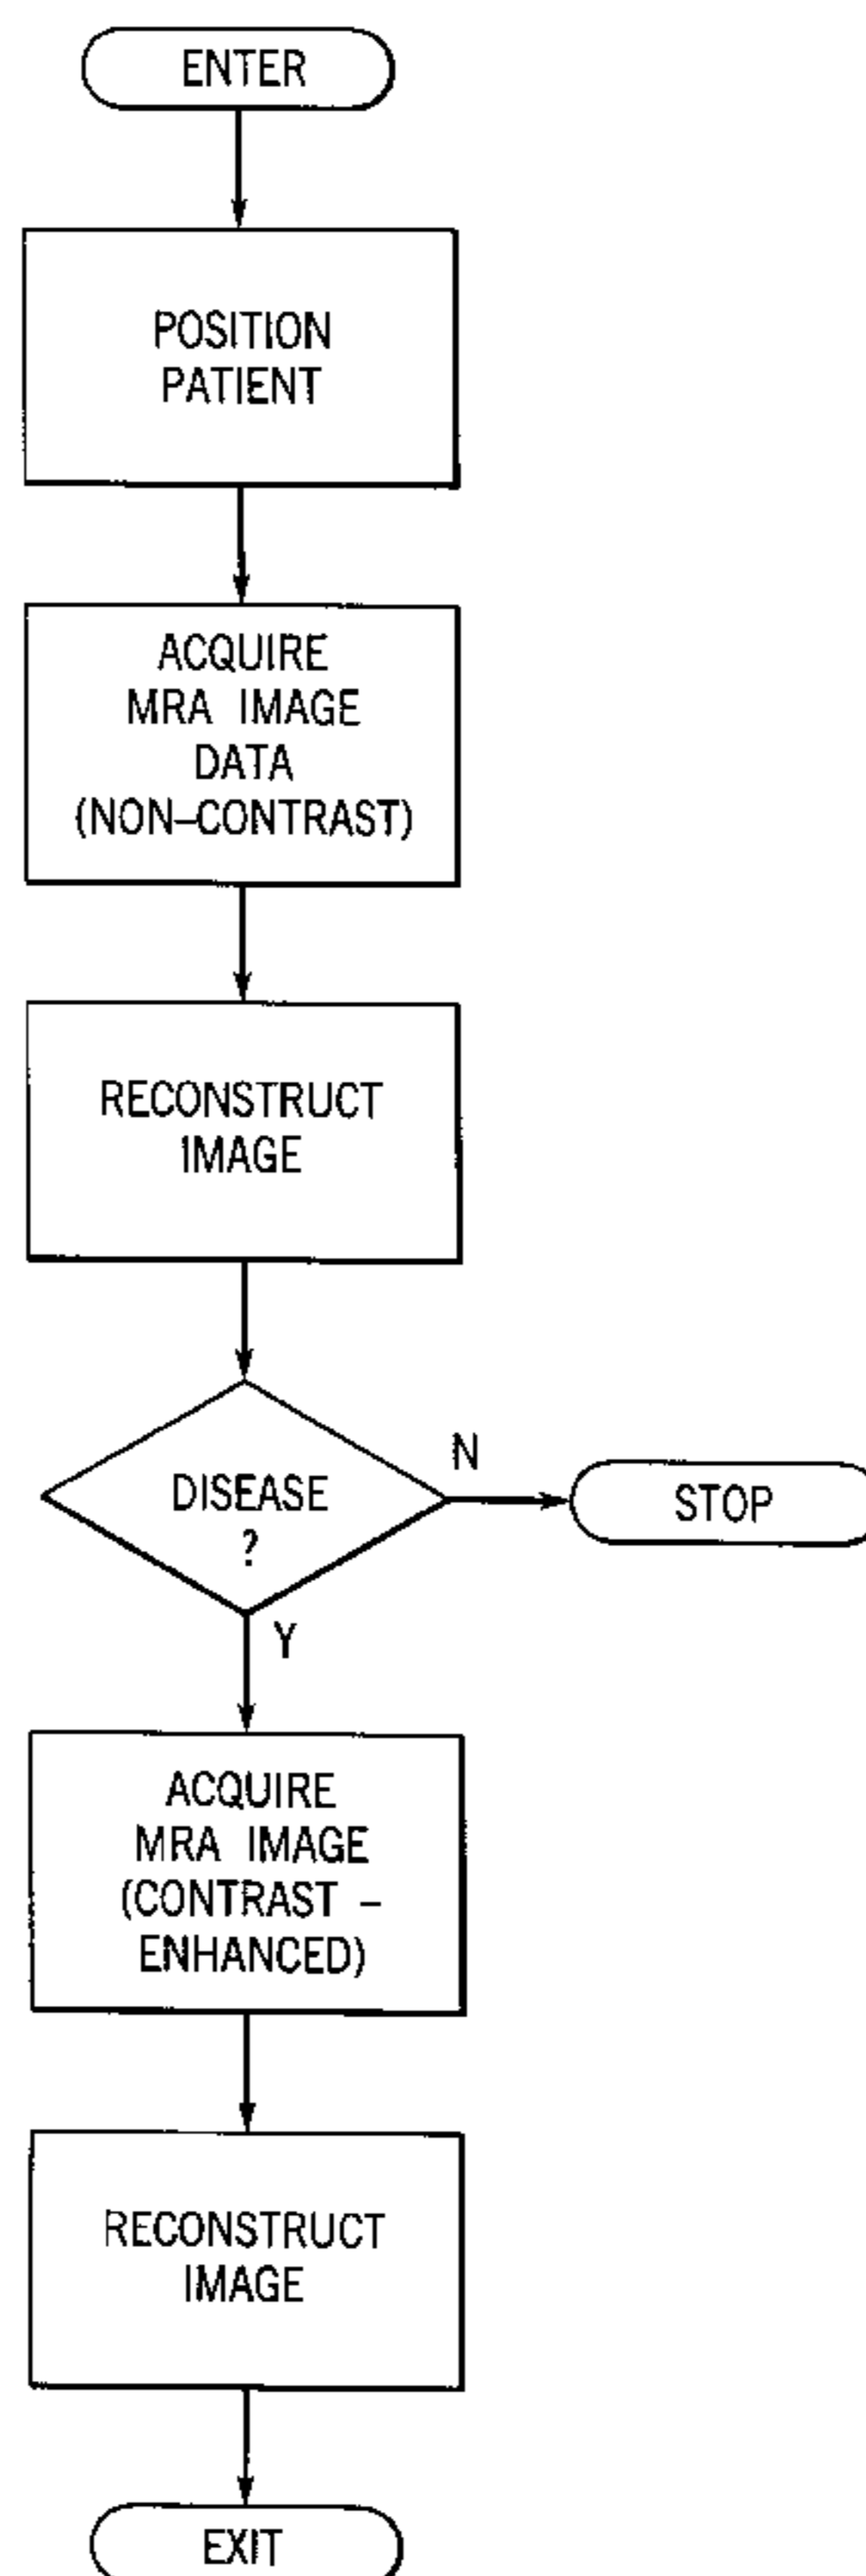 ENTER
POSITION
PATIENT
ACQUIRE
MRA IMAGE
DATA
(NON-CONTRAST)
RECONSTRUCT
IMAGE
DISEASE
?
N
STOP
Y
ACQUIRE
MRA IMAGE
(CONTRAST -
ENHANCED)
RECONSTRUCT
IMAGE
EXIT